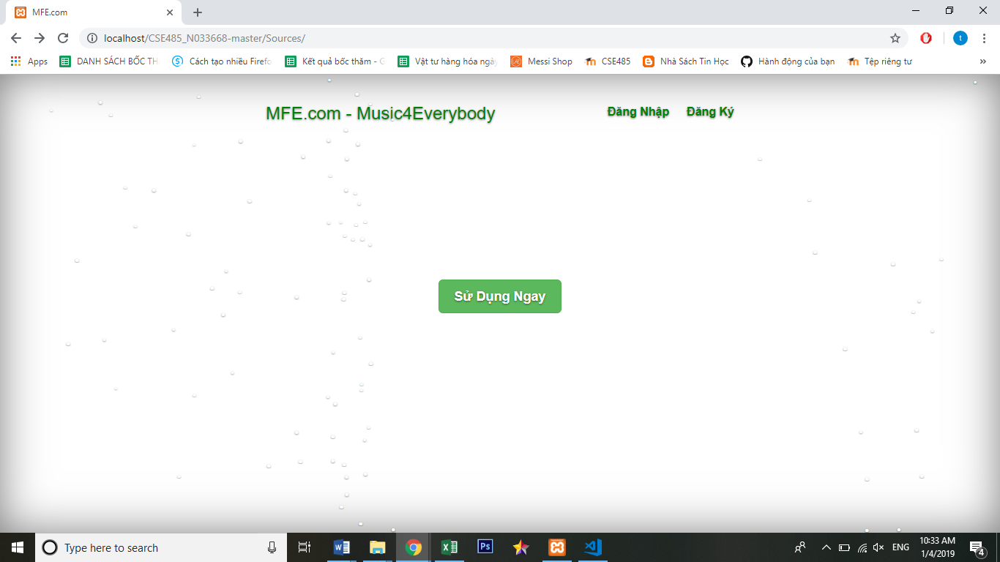 MFE.com
localhost/CSE485_N033668-master/Sources/
t
Apps DANH SÁCH BỐC TH Cách tạo nhiều Firefo Kết quả bốc thăm - G Vật tư hàng hóa ngày Messi Shop CSE485 Nhà Sách Tin Học Hành động của bạn Tệp riêng tư »
MFE.com - Music4Everybody Đăng Nhập Đăng Ký
Sử Dụng Ngay
Type here to search
Ps
ENG
10:33 AM
1/4/2019
4